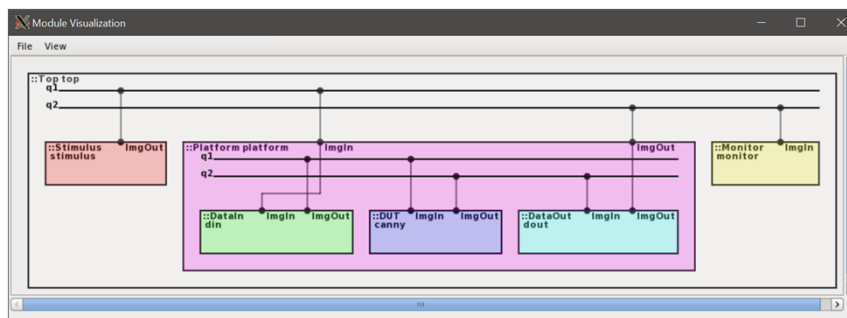 Module Visualization
File View
::Top top
q1
q2
::Stimulus ImgOut
stimulus
::Platform platform ImgIn ImgOut
q1
q2
::Monitor ImgIn
monitor
::DataIn ImgIn ImgOut
din
::DUT ImgIn ImgOut
canny
::DataOut ImgIn ImgOut
dout